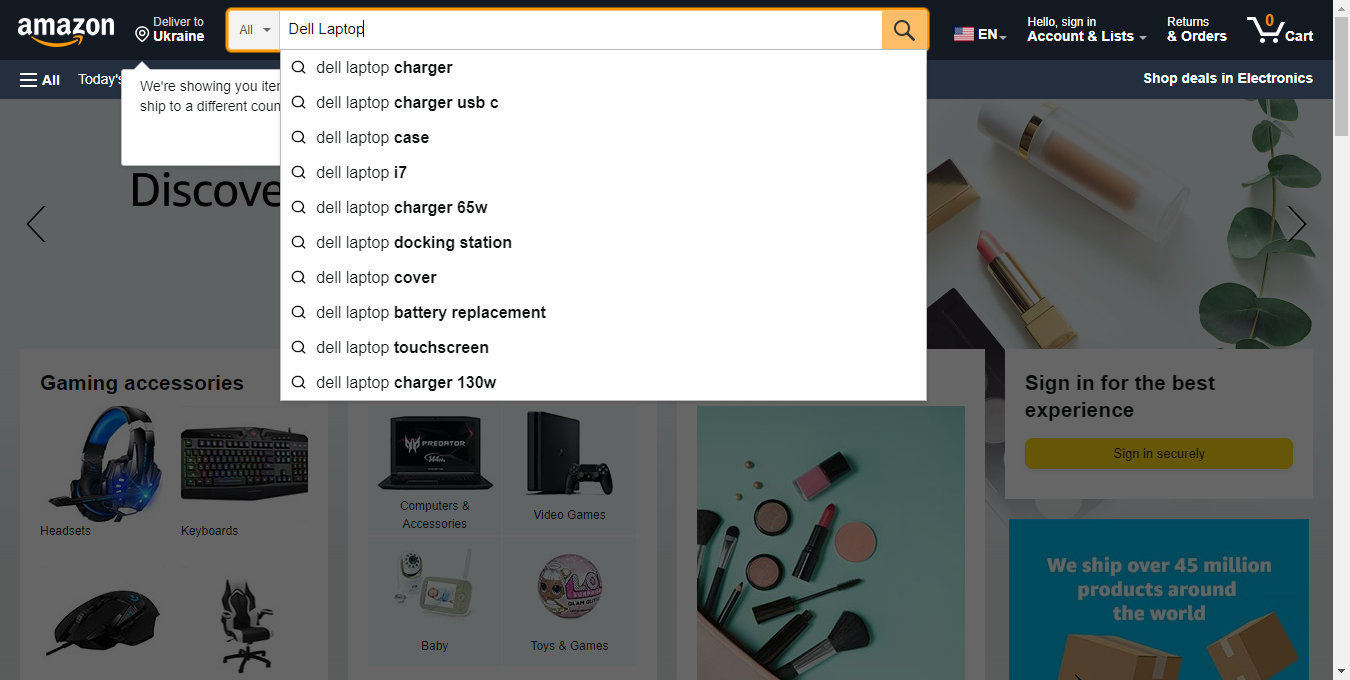 amazon
Deliver to
Ukraine
All
Dell Laptop
EN
Hello, sign in
Account & Lists
Returns
& Orders
0
Cart
All
Today's
Shop deals in Electronics
We're showing you
ship to a different
dell laptop charger
dell laptop charger usb c
dell laptop case
dell laptop i7
dell laptop charger 65w
dell laptop docking station
dell laptop cover
dell laptop battery replacement
dell laptop touchscreen
dell laptop charger 130w
Gaming accessories
Headsets
Keyboards
PREDATOR
Computers &
Accessories
Video Games
Baby
L.O.L
GLAM GLITTER
Toys & Games
Sign in for the best
experience
Sign in securely
We ship over 45 million
products around
the world